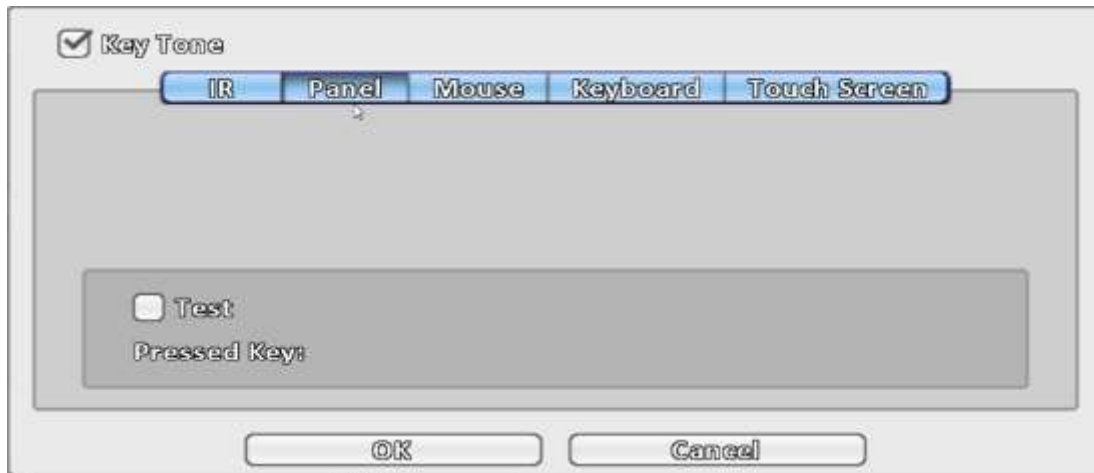 Key Tone
IR Panel Mouse Keyboard Touch Screen
Test
Pressed Key:
OK Cancel